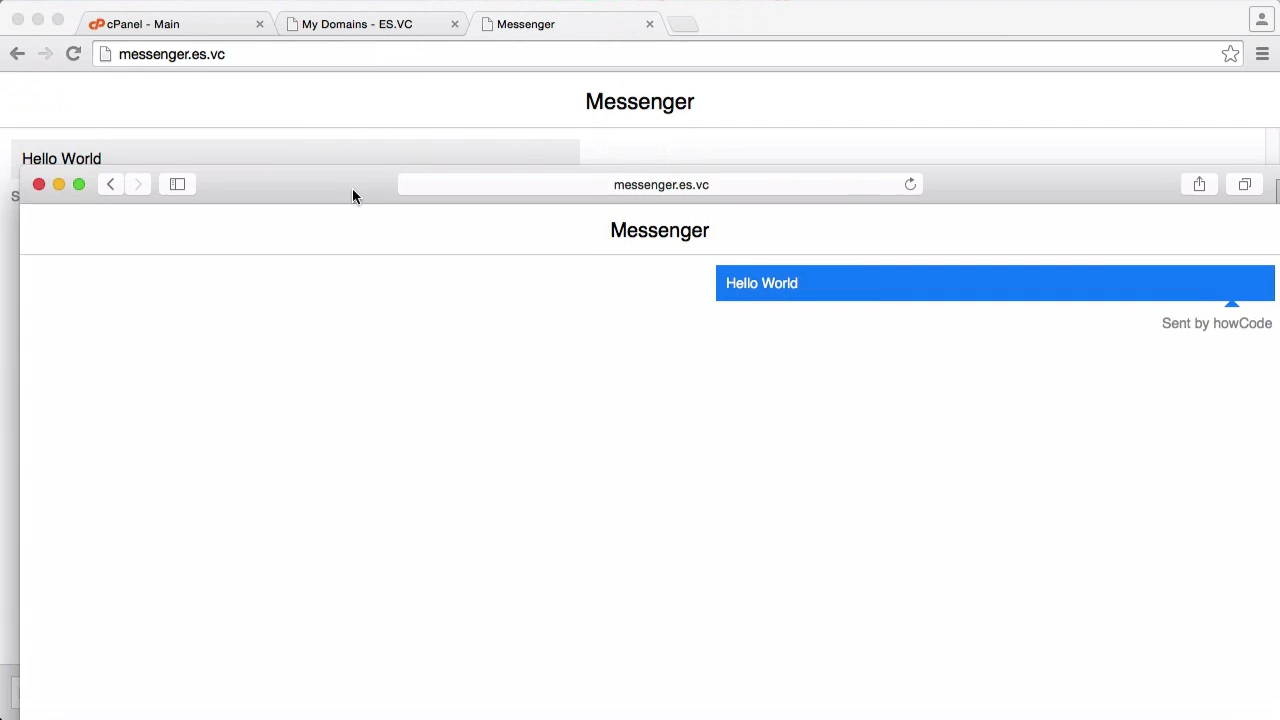 cPanel - Main
My Domains - ES.VC
Messenger
messenger.es.vc
Messenger
Hello World
S
messenger.es.vc
Messenger
Hello World
Sent by howCode